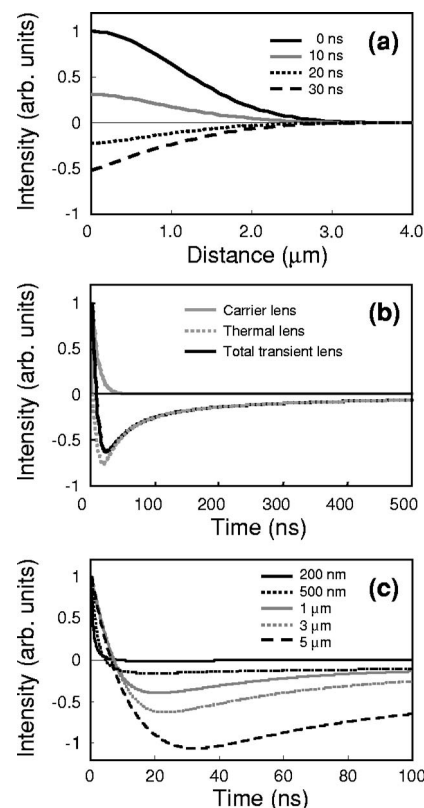 Intensity (arb. units)
1
0.5
0
-0.5
-1
0 ns
10 ns
20 ns
30 ns
(a)
0
1.0
2.0
3.0
4.0
Distance (μm)
Intensity (arb. units)
1
0.5
0
-0.5
-1
Carrier lens
Thermal lens
Total transient lens
(b)
0
100
200
300
400
500
Time (ns)
Intensity (arb. units)
1
0.5
0
-0.5
-1
200 nm
500 nm
1 μm
3 μm
5 μm
(c)
0
20
40
60
80
100
Time (ns)